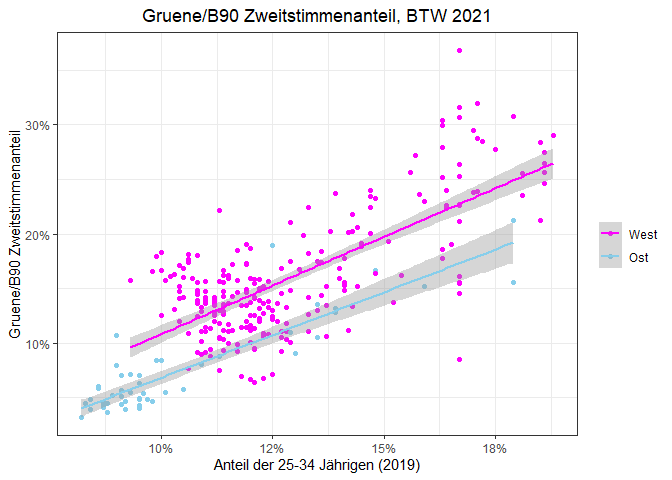 Gruene/B90 Zweitstimmenanteil, BTW 2021
Gruene/B90 Zweitstimmenanteil
30%
20%
10%
10%
12%
15%
18%
Anteil der 25-34 Jährigen (2019)
West
Ost